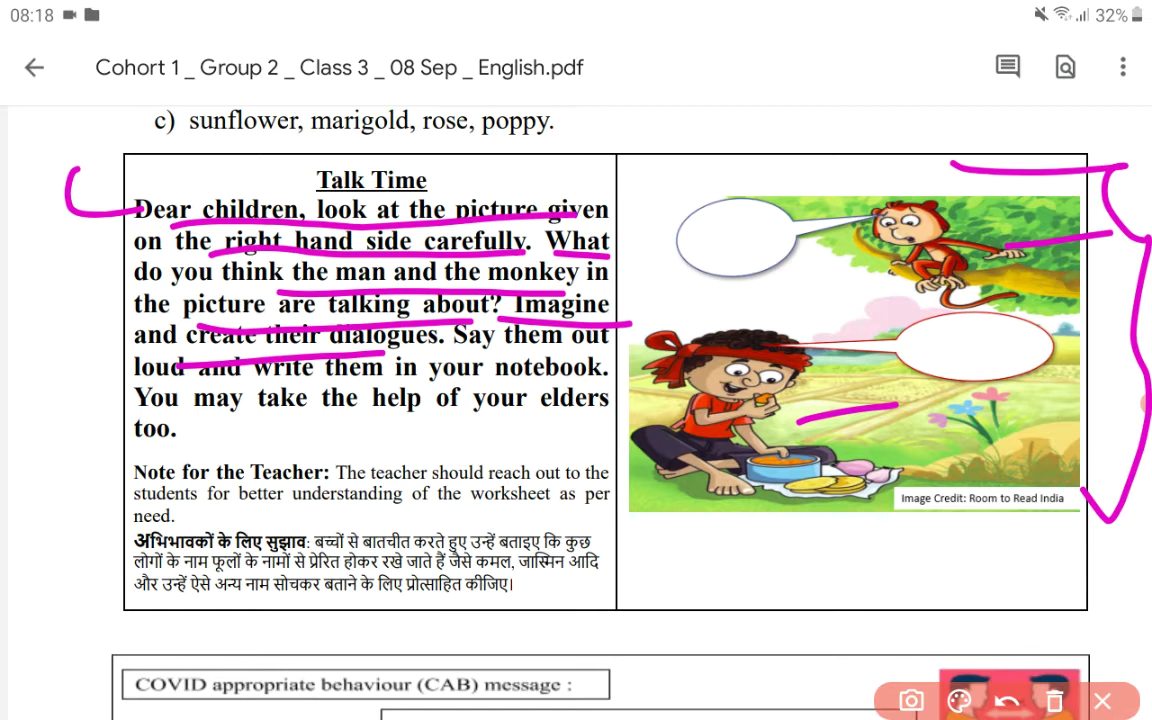 08:18
32%
Cohort 1 _ Group 2 _ Class 3 _ 08 Sep _ English.pdf
c) sunflower, marigold, rose, poppy.
Talk Time
Dear children, look at the picture given
on the right hand side carefully. What
do you think the man and the monkey in
the picture are talking about? Imagine
and create their dialogues. Say them out
loud and write them in your notebook.
You may take the help of your elders
too.
Note for the Teacher: The teacher should reach out to the
students for better understanding of the worksheet as per
need.
अभिभावकों के लिए सुझाव: बच्चों से बातचीत करते हुए उन्हें बताइए कि कुछ
लोगों के नाम फूलों के नामों से प्रेरित होकर रखे जाते हैं जैसे कमल, जास्मिन आदि
और उन्हें ऐसे अन्य नाम सोचकर बताने के लिए प्रोत्साहित कीजिए।
Image Credit: Room to Read India
COVID appropriate behaviour (CAB) message :